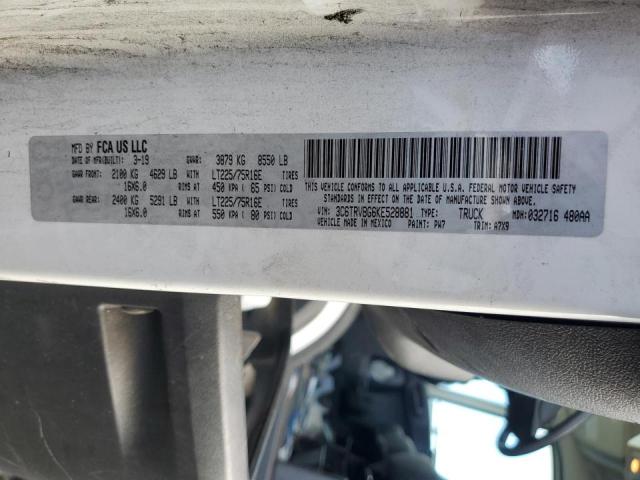 MFD BY FCA US LLC
DATE OF MFR(BUILT): 3-19 GVWR: 3879 KG 8550 LB
GAWR FRONT: 2100 KG 4629 LB WITH LT225/75R16E TIRES
16X6.0 RIMS AT 450 KPA ( 65 PSI) COLD
GAWR REAR: 2400 KG 5291 LB WITH LT225/75R16E TIRES
16X6.0 RIMS AT 550 KPA ( 80 PSI) COLD
THIS VEHICLE CONFORMS TO ALL APPLICABLE U.S.A. FEDERAL MOTOR VEHICLE SAFETY
STANDARDS IN EFFECT ON THE DATE OF MANUFACTURE SHOWN ABOVE.
VIN: 3C6TRVBG6KE528881 TYPE: TRUCK MDH: 032716 480AA
VEHICLE MADE IN MEXICO PAINT: PW7 TRIM: A7X9